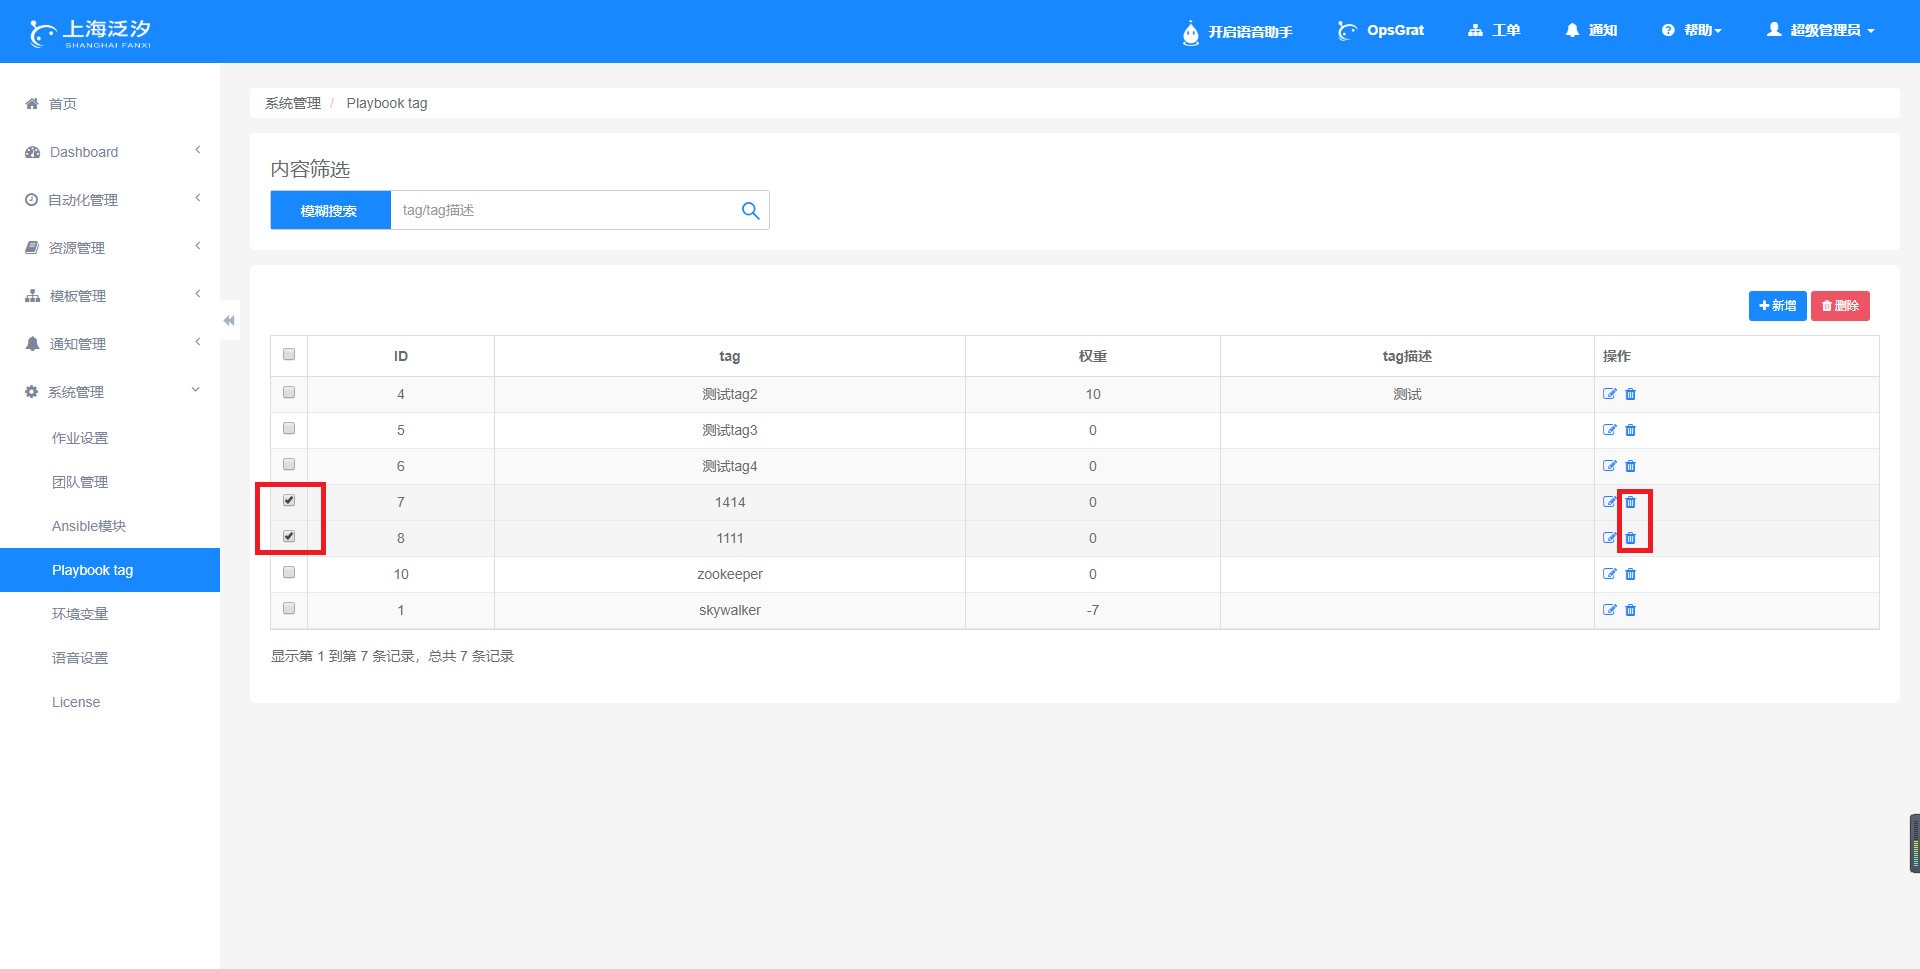 上海泛汐
SHANGHAI FANXI
开启语音助手
OpsGrat
工单
通知
帮助
超级管理员
首页
Dashboard
自动化管理
资源管理
模板管理
通知管理
系统管理
作业设置
团队管理
Ansible模块
Playbook tag
环境变量
语音设置
License
系统管理 / Playbook tag
内容筛选
模糊搜索 tag/tag描述
新增 删除
ID tag 权重 tag描述 操作
4 测试tag2 10 测试
5 测试tag3 0
6 测试tag4 0
7 1414 0
8 1111 0
10 zookeeper 0
1 skywalker -7
显示第 1 到第 7 条记录，总共 7 条记录